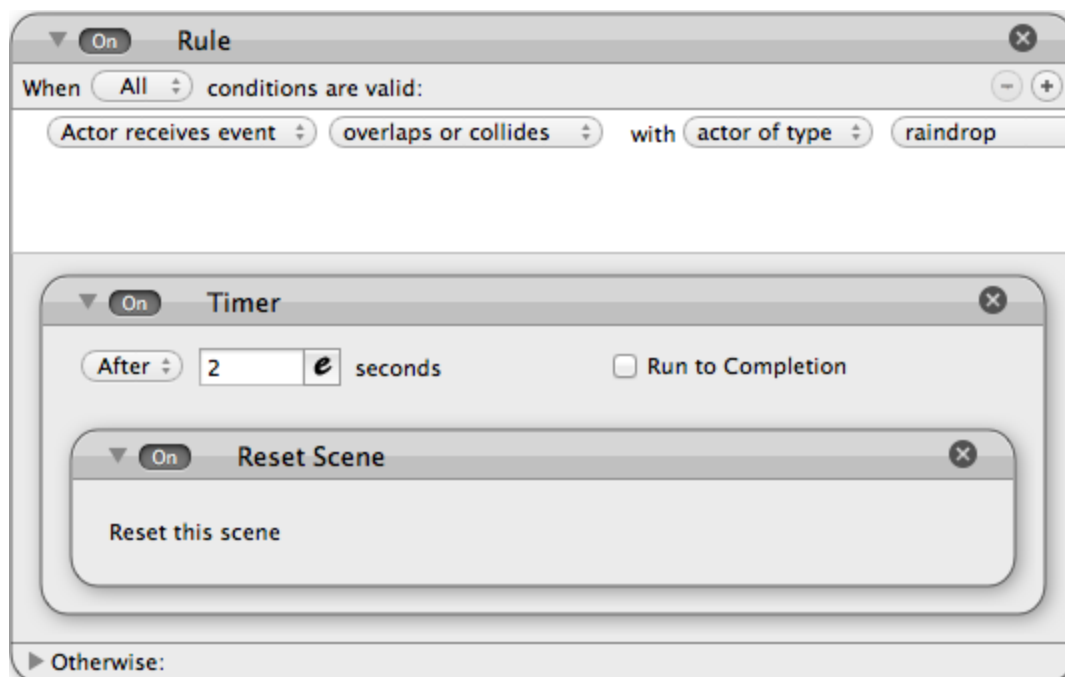 On Rule
When All conditions are valid:
Actor receives event overlaps or collides with actor of type raindrop
On Timer
After 2 e seconds Run to Completion
On Reset Scene
Reset this scene
Otherwise: